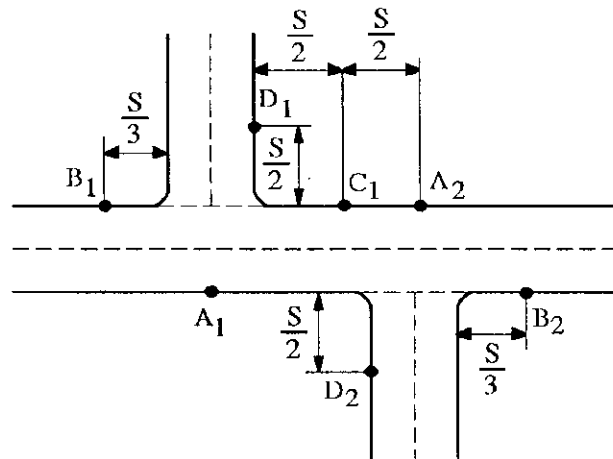 S/2 S/2
S/3 D₁
B₁ S/2 C₁ A₂
A₁ S/2 B₂
D₂ S/3